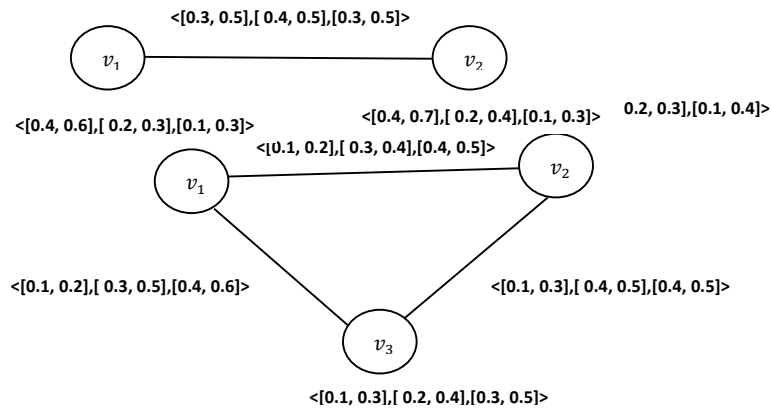 <[0.3, 0.5],[ 0.4, 0.5],[0.3, 0.5]>
v₁ v₂
<[0.4, 0.6],[ 0.2, 0.3],[0.1, 0.3]> <[0.4, 0.7],[ 0.2, 0.4],[0.1, 0.3]> 0.2, 0.3],[0.1, 0.4]>
<[0.1, 0.2],[ 0.3, 0.4],[0.4, 0.5]>
v₁ v₂
<[0.1, 0.2],[ 0.3, 0.5],[0.4, 0.6]> <[0.1, 0.3],[ 0.4, 0.5],[0.4, 0.5]>
v₃
<[0.1, 0.3],[ 0.2, 0.4],[0.3, 0.5]>